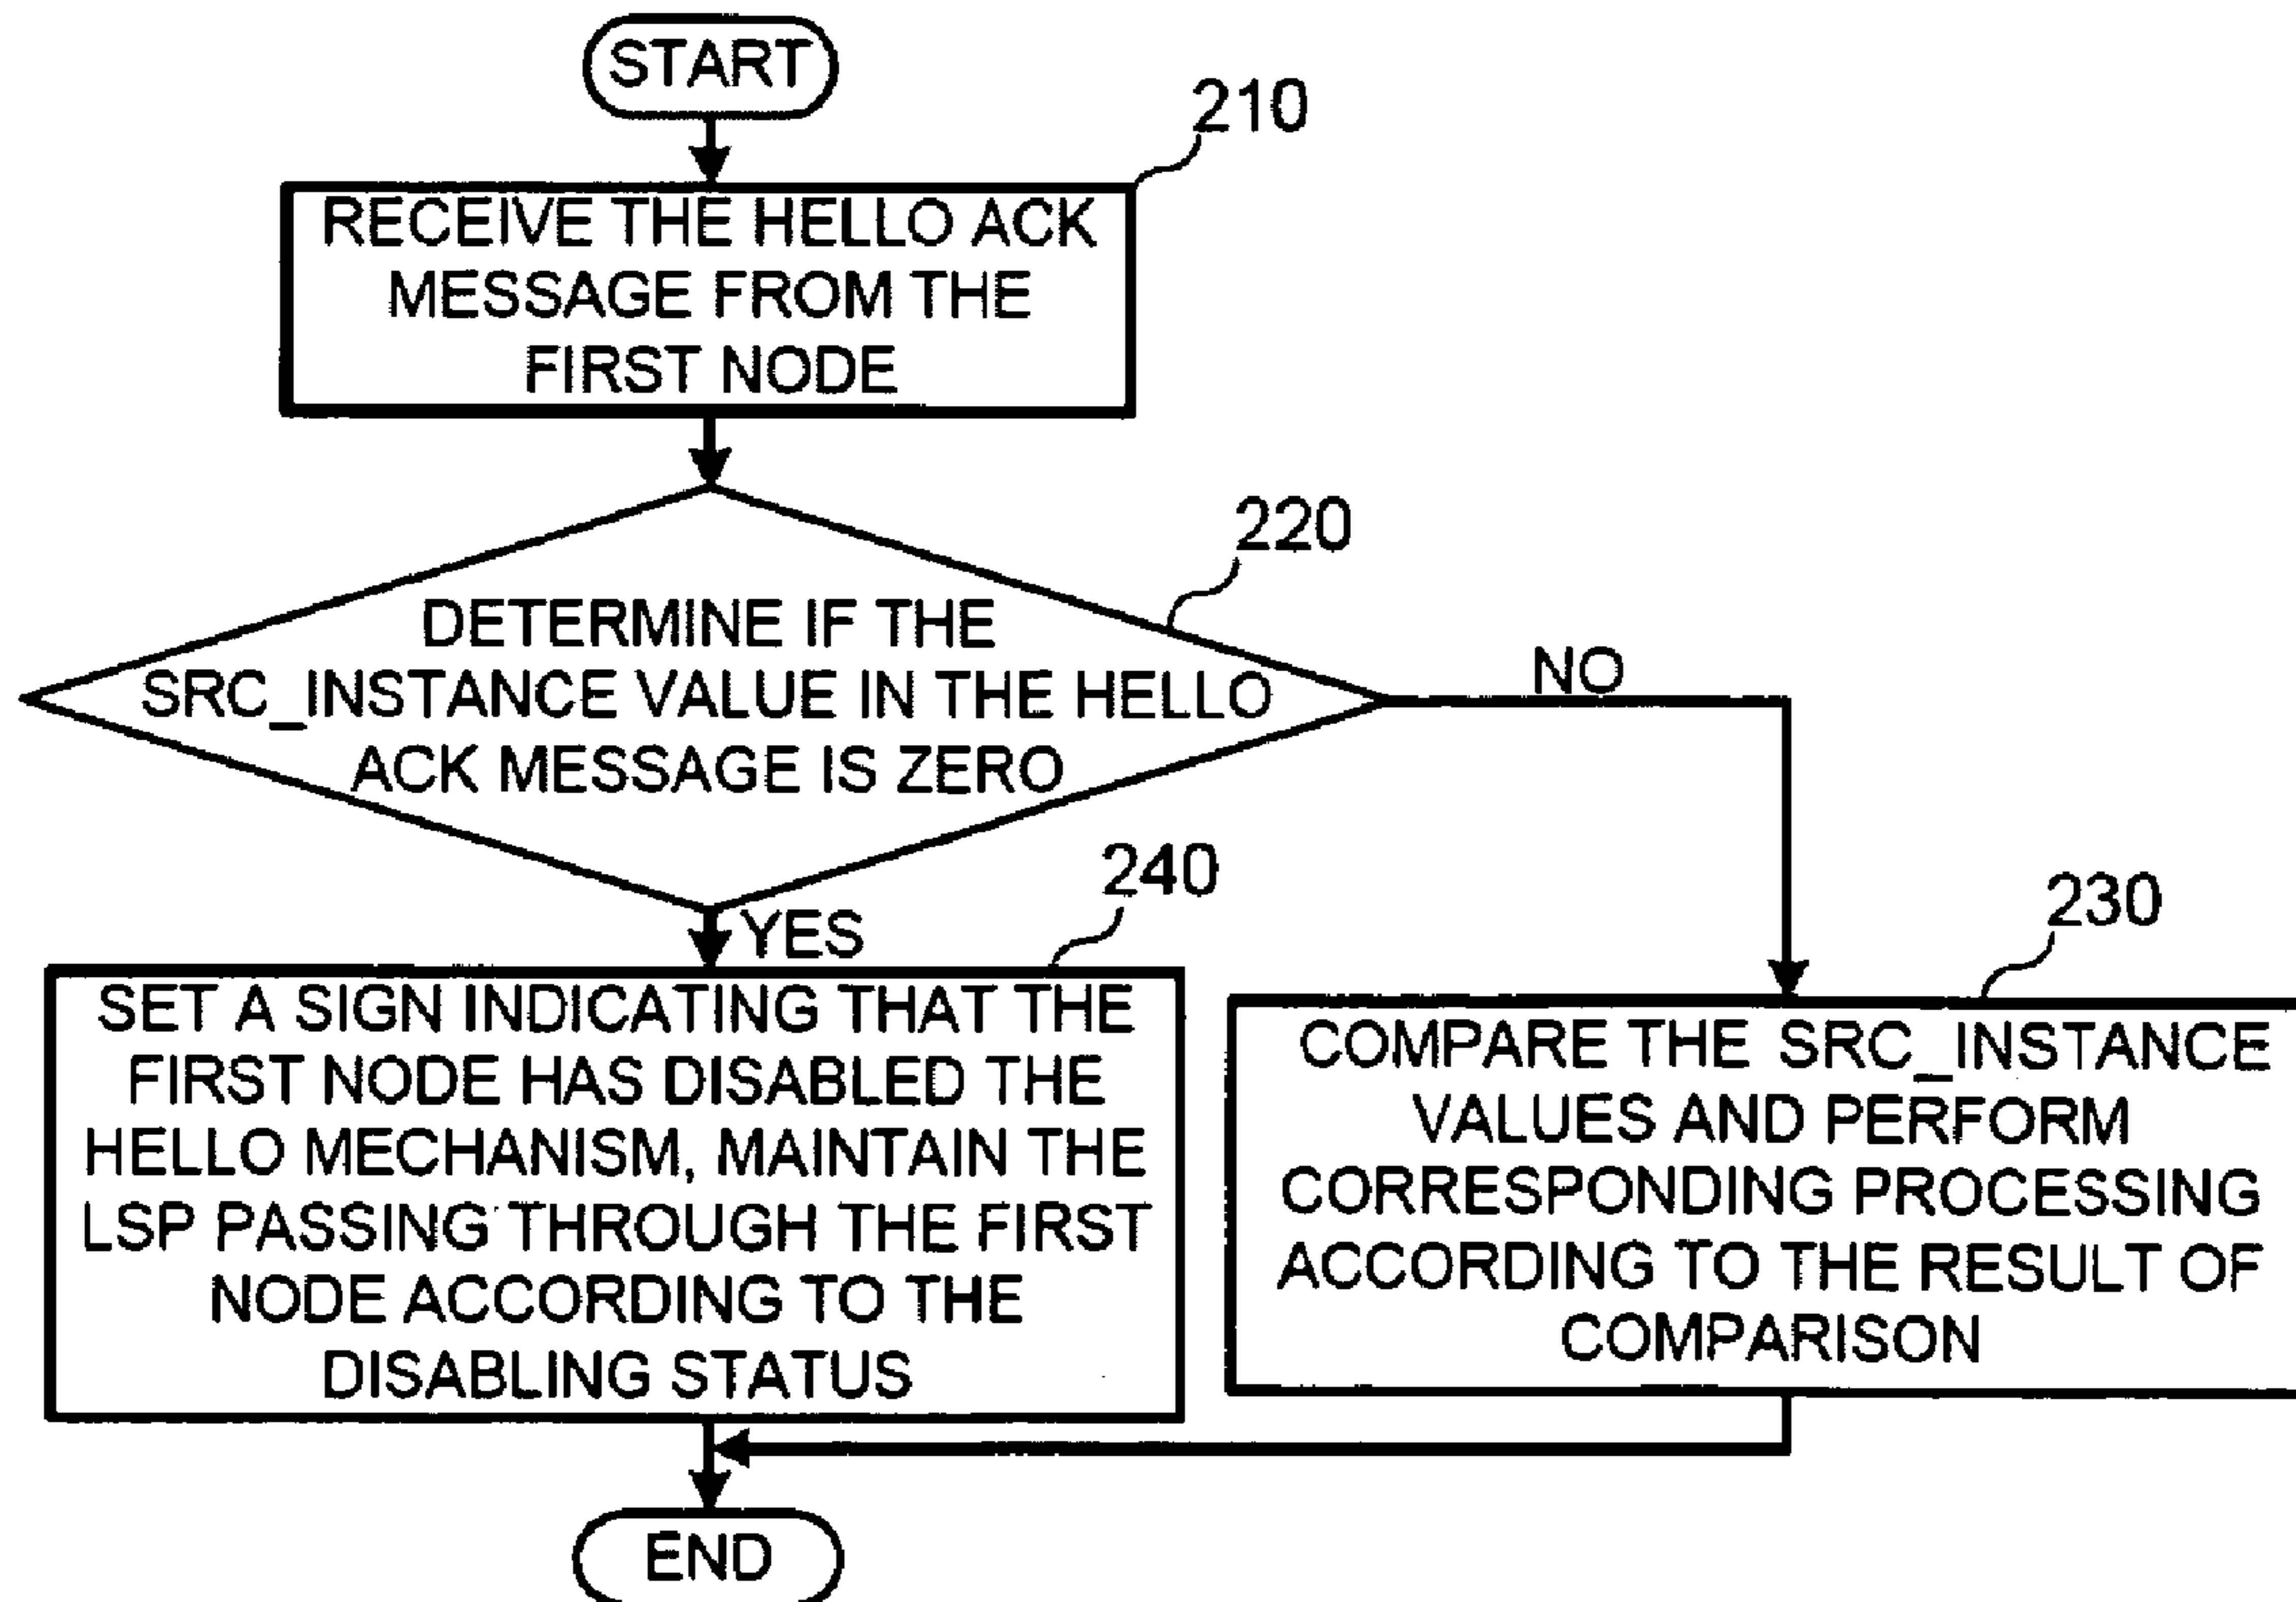 START
210
RECEIVE THE HELLO ACK
MESSAGE FROM THE
FIRST NODE
220
DETERMINE IF THE
SRC_INSTANCE VALUE IN THE HELLO
ACK MESSAGE IS ZERO
NO
YES
240
SET A SIGN INDICATING THAT THE
FIRST NODE HAS DISABLED THE
HELLO MECHANISM, MAINTAIN THE
LSP PASSING THROUGH THE FIRST
NODE ACCORDING TO THE
DISABLING STATUS
230
COMPARE THE SRC_INSTANCE
VALUES AND PERFORM
CORRESPONDING PROCESSING
ACCORDING TO THE RESULT OF
COMPARISON
END